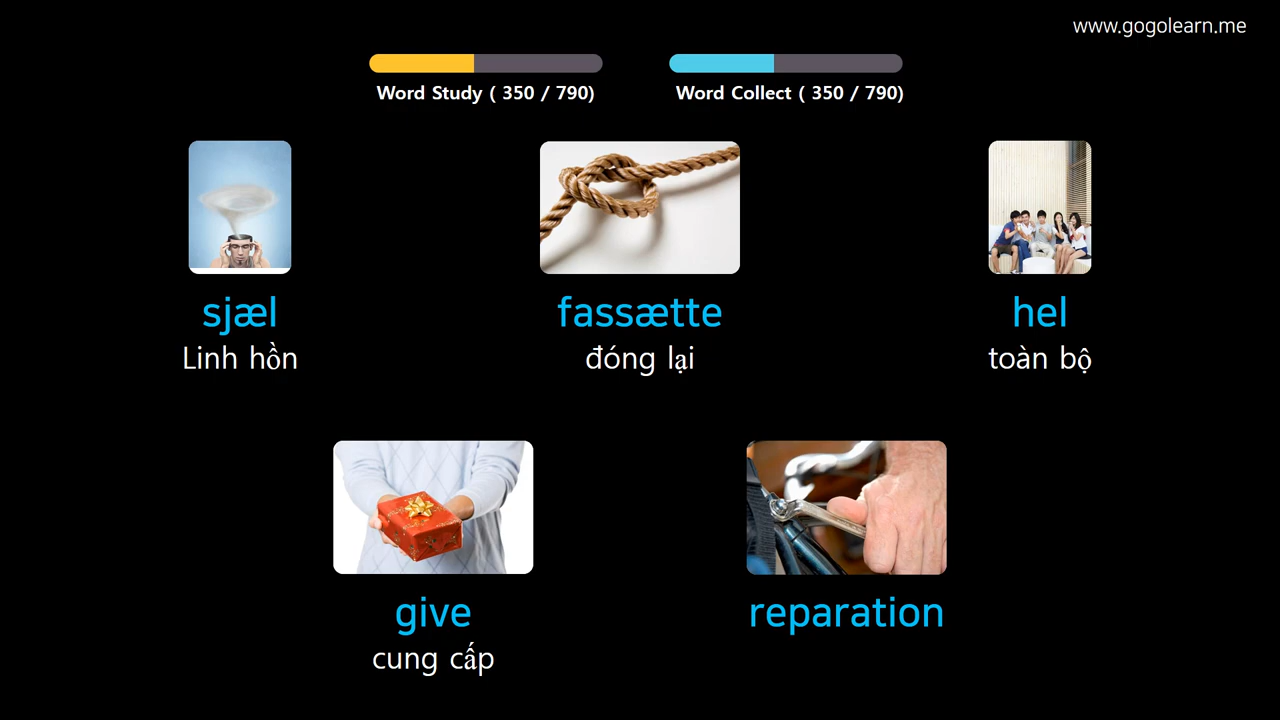 www.gogolearn.me
Word Study ( 350 / 790)
Word Collect ( 350 / 790)
sjæl
Linh hồn
fassætte
đóng lại
hel
toàn bộ
give
cung cấp
reparation